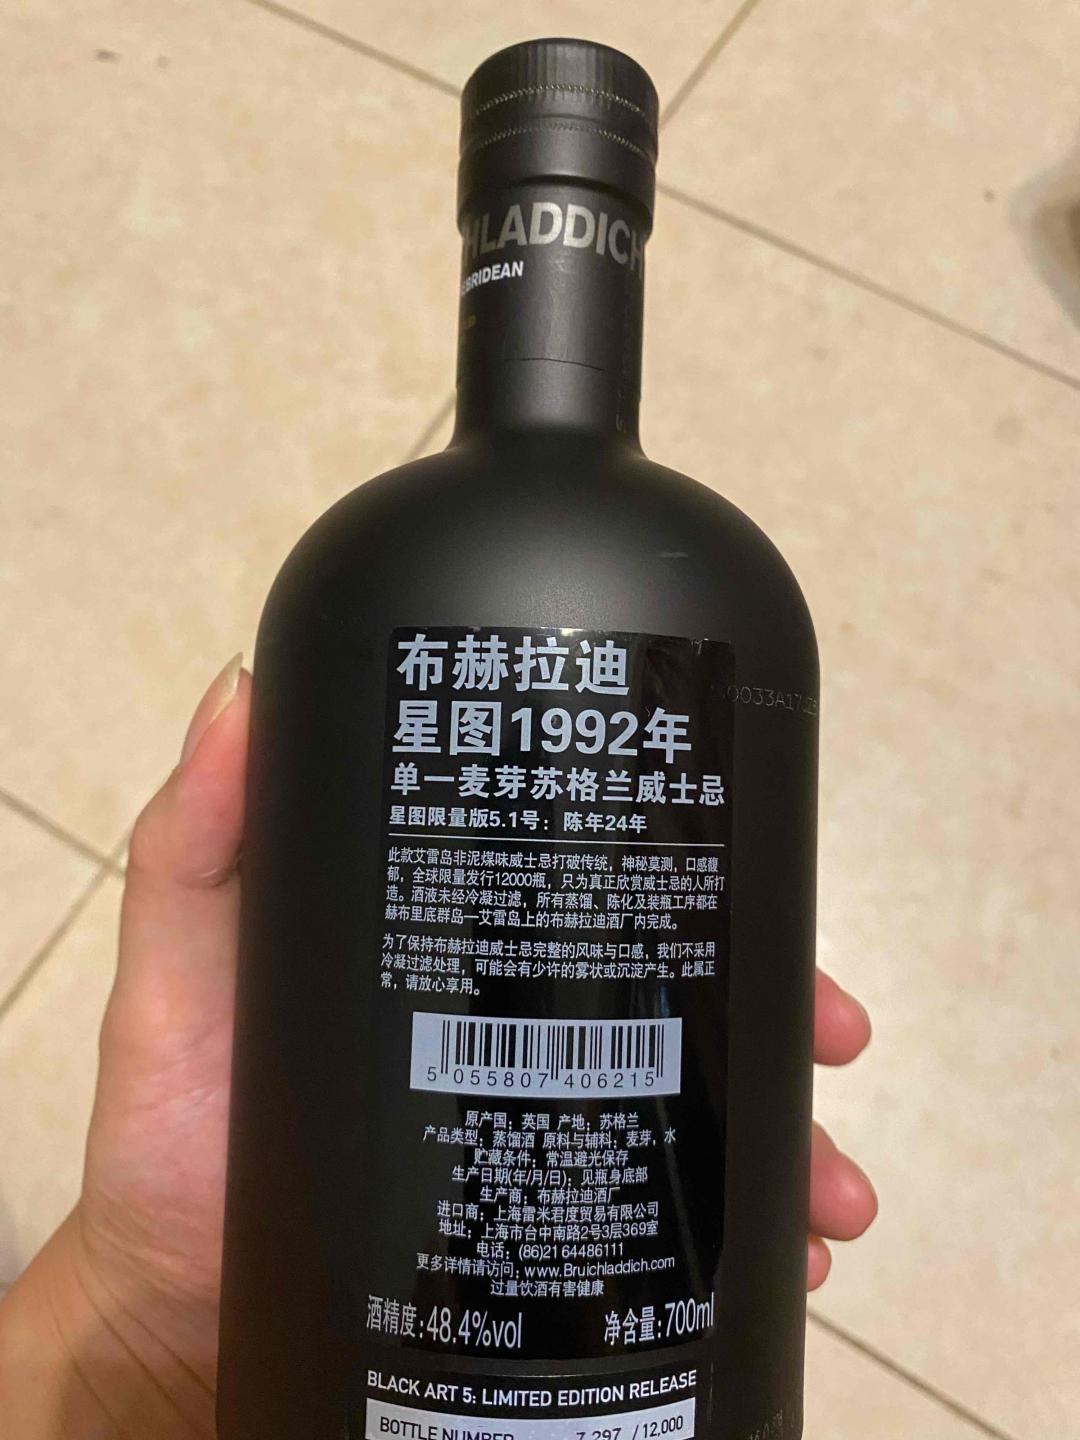 HLADDICH
EBRIDEAN
布赫拉迪
星图1992年
单一麦芽苏格兰威士忌
星图限量版5.1号：陈年24年
此款艾雷岛非泥煤味威士忌打破传统，神秘莫测，口感馥
郁，全球限量发行12000瓶，只为真正欣赏威士忌的人所打
造。酒液未经冷凝过滤，所有蒸馏、陈化及装瓶工序都在
赫布里底群岛—艾雷岛上的布赫拉迪酒厂内完成。
为了保持布赫拉迪威士忌完整的风味与口感，我们不采用
冷凝过滤处理，可能会有少许的雾状或沉淀产生。此属正
常，请放心享用。
5 055807 406215
原产国：英国 产地：苏格兰
产品类型：蒸馏酒 原料与辅料：麦芽，水
贮藏条件：常温避光保存
生产日期(年/月/日)：见瓶身底部
生产商：布赫拉迪酒厂
进口商：上海雷米君度贸易有限公司
地址：上海市台中南路2号3层369室
电话：(86)21 64486111
更多详情请访问：www.Bruichladdich.com
过量饮酒有害健康
酒精度:48.4%vol 净含量:700ml
BLACK ART 5: LIMITED EDITION RELEASE
BOTTLE NUMBER 7,297 / 12,000